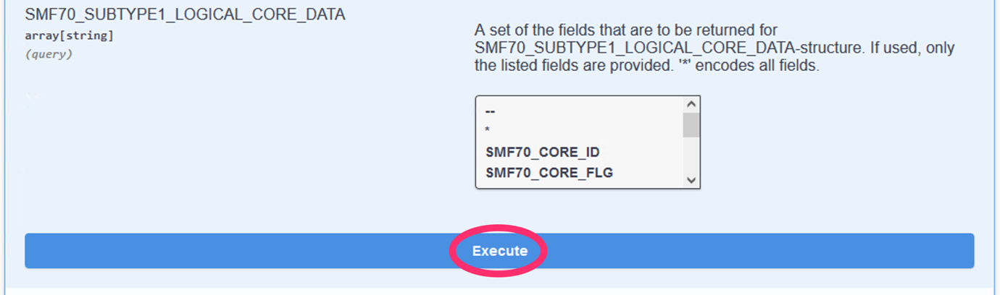 SMF70_SUBTYPE1_LOGICAL_CORE_DATA
array[string]
(query)
A set of the fields that are to be returned for
SMF70_SUBTYPE1_LOGICAL_CORE_DATA-structure. If used, only
the listed fields are provided. '*' encodes all fields.
--
*
SMF70_CORE_ID
SMF70_CORE_FLG
Execute